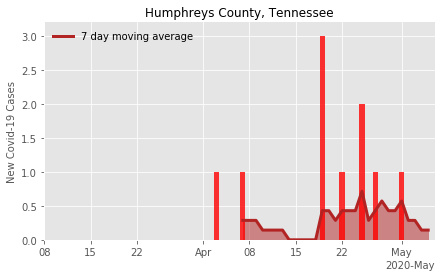 Humphreys County, Tennessee
7 day moving average
New Covid-19 Cases
3.0
2.5
2.0
1.5
1.0
0.5
0.0
08 15 22 Apr 08 15 22 May
2020-May